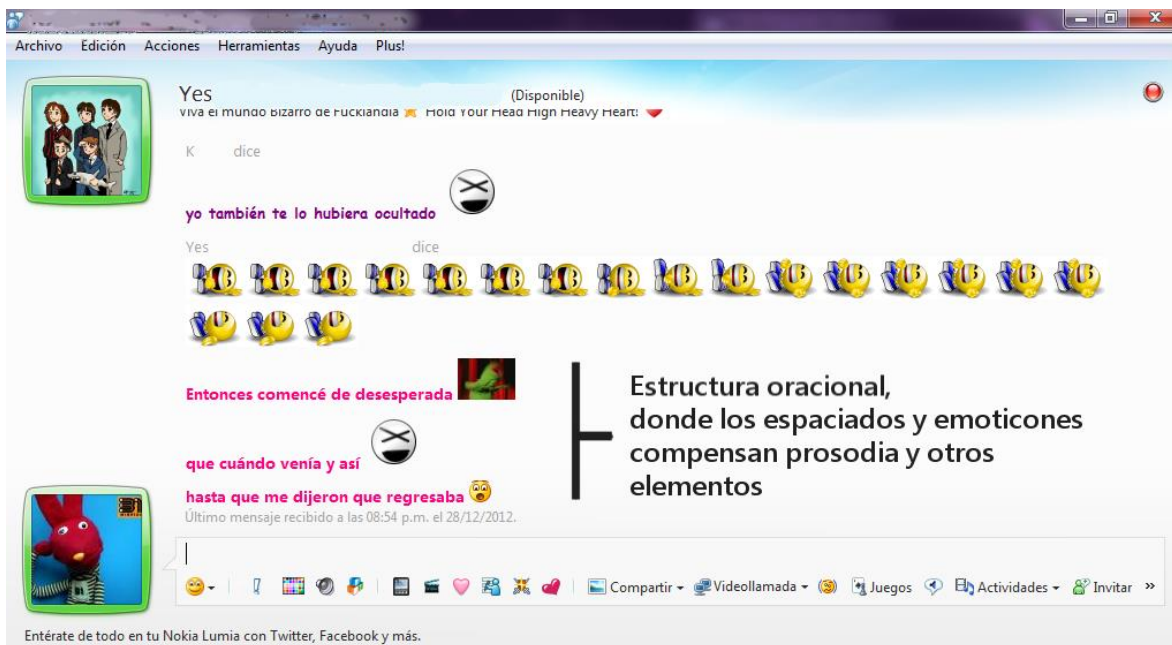 Archivo Edición Acciones Herramientas Ayuda Plus!
Yes (Disponible)
Viva el mundo Bizarro de Fucklandia Hold Your Head High Heavy Heart!
K dice
yo también te lo hubiera ocultado
Yes dice
Entonces comencé de desesperada
que cuándo venía y así
hasta que me dijeron que regresaba
Último mensaje recibido a las 08:54 p.m. el 28/12/2012.
Estructura oracional,
donde los espaciados y emoticones
compensan prosodia y otros
elementos
Compartir Videollamada Juegos Actividades Invitar »
Entérate de todo en tu Nokia Lumia con Twitter, Facebook y más.